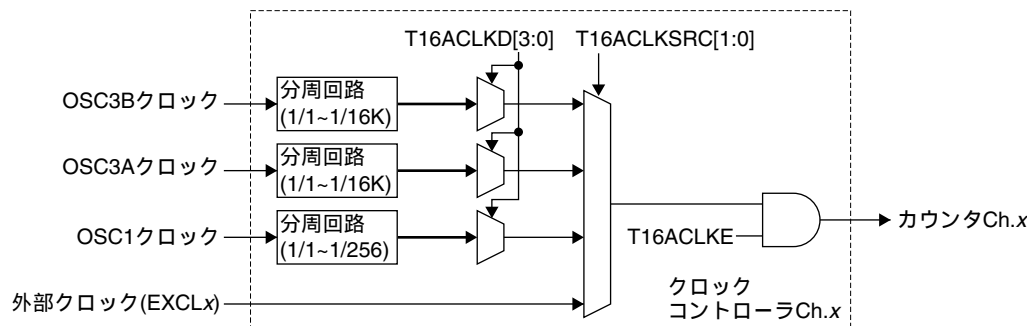 T16ACLKD[3:0]
T16ACLKSRC[1:0]
OSC3Bクロック
分周回路
(1/1~1/16K)
OSC3Aクロック
分周回路
(1/1~1/16K)
OSC1クロック
分周回路
(1/1~1/256)
T16ACLKE
カウンタCh.x
外部クロック(EXCLx)
クロック
コントローラCh.x